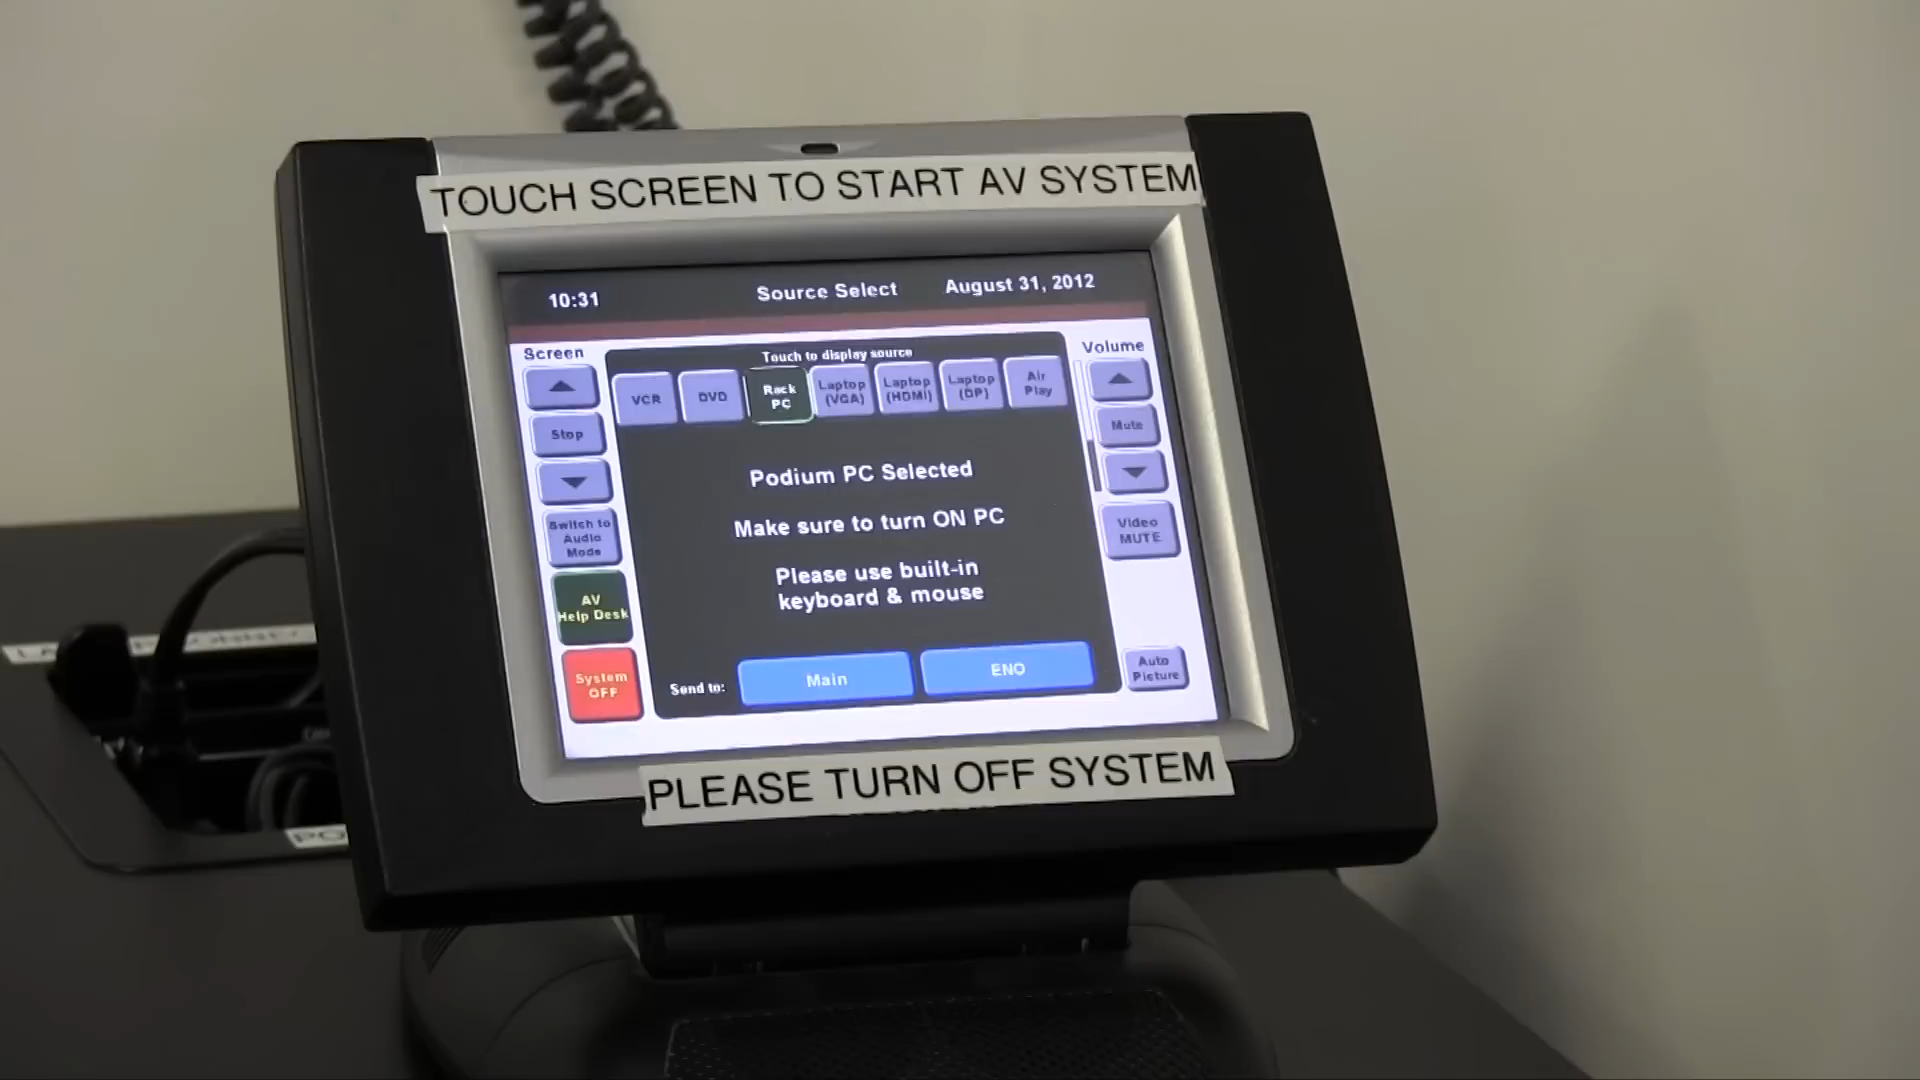 TOUCH SCREEN TO START AV SYSTEM
10:31
Source Select
August 31, 2012
Screen
Stop
Switch to
Audio
Mode
AV
Help Desk
System
OFF
Touch to display source
VCR
DVD
Rack
PC
Laptop
(VGA)
Laptop
(HDMI)
Laptop
(DP)
Air
Play
Podium PC Selected
Make sure to turn ON PC
Please use built-in
keyboard & mouse
Send to:
Main
ENO
Volume
Mute
Video
MUTE
Auto
Picture
PLEASE TURN OFF SYSTEM